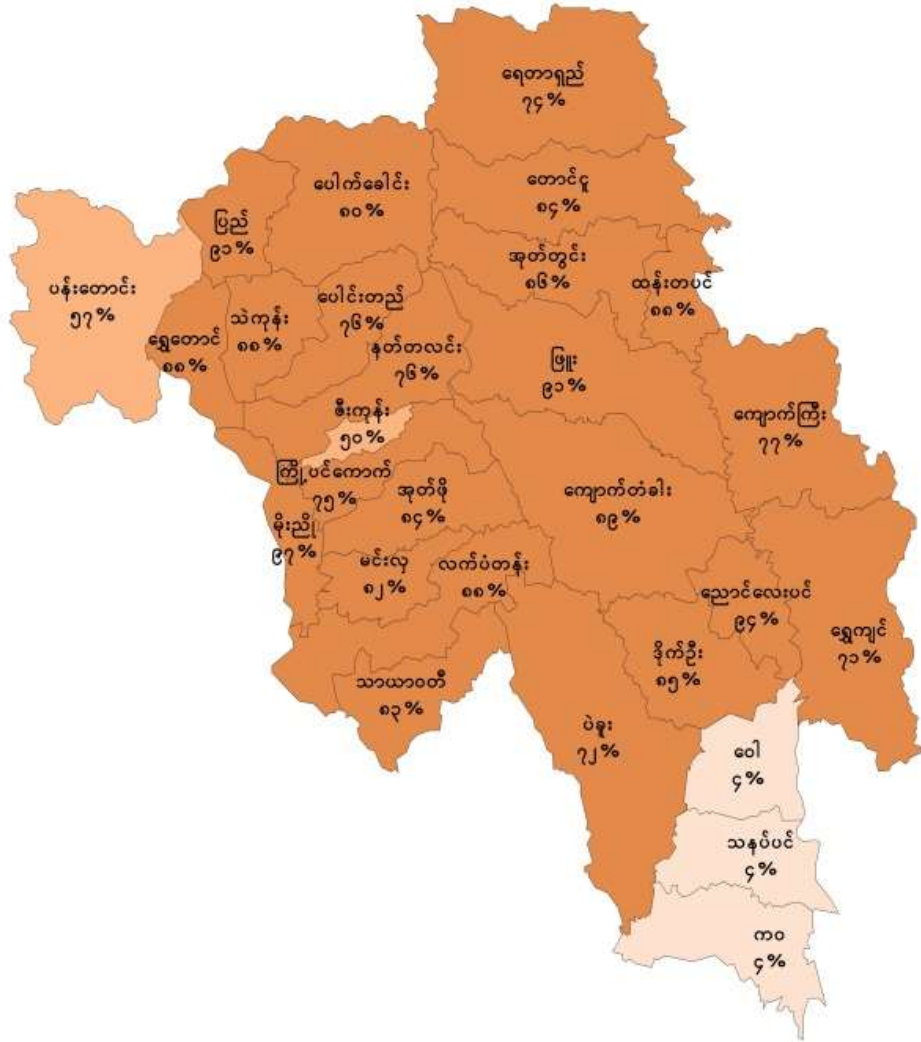 ရေတာရှည်
၇၄%
ပေါက်ခေါင်း
၈၀%
တောင်ငူ
၈၄%
ပြည်
၉၁%
အုတ်တွင်း
၈၆%
ထန်းတပင်
၈၈%
ပန်းတောင်း
၅၇%
သဲကုန်း
၈၈%
ပေါင်းတည်
၇၆%
ရွှေတောင်
၈၈%
နတ်တလင်း
၇၆%
ဖြူး
၉၁%
ကျောက်ကြီး
၇၇%
ဇီးကုန်း
၅၀%
ကြို့ပင်ကောက်
၇၅%
အုတ်ဖို
၈၄%
ကျောက်တံခါး
၈၉%
မိုးညို
၉၇%
မင်းလှ
၈၂%
လက်ပံတန်း
၈၈%
ညောင်လေးပင်
၉၄%
ရွှေကျင်
၇၁%
ဒိုက်ဦး
၈၅%
သာယာဝတီ
၈၃%
ပဲခူး
၇၂%
ဝေါ
၄%
သနပ်ပင်
၄%
ကဝ
၄%